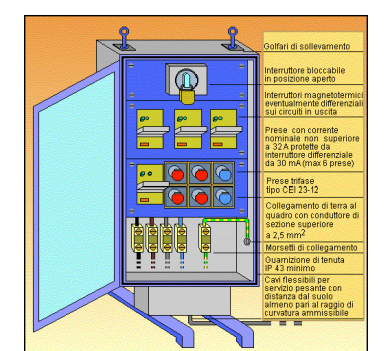 Golfari di sollevamento
Interruttore bloccabile
in posizione aperto
Interruttori magnetotermici
eventualmente differenziali
sui circuiti in uscita
Prese con corrente
nominale non superiore
a 32 A protette da
interruttore differenziale
da 30 mA (max 6 prese)
Prese trifase
tipo CEI 23-12
Collegamento di terra al
quadro con conduttore di
sezione superiore
a 2,5 mm2
Morsetti di collegamento
Guarnizione di tenuta
IP 43 minimo
Cavi flessibili per
servizio pesante con
distanza dal suolo
almeno pari al raggio di
curvatura ammissibile